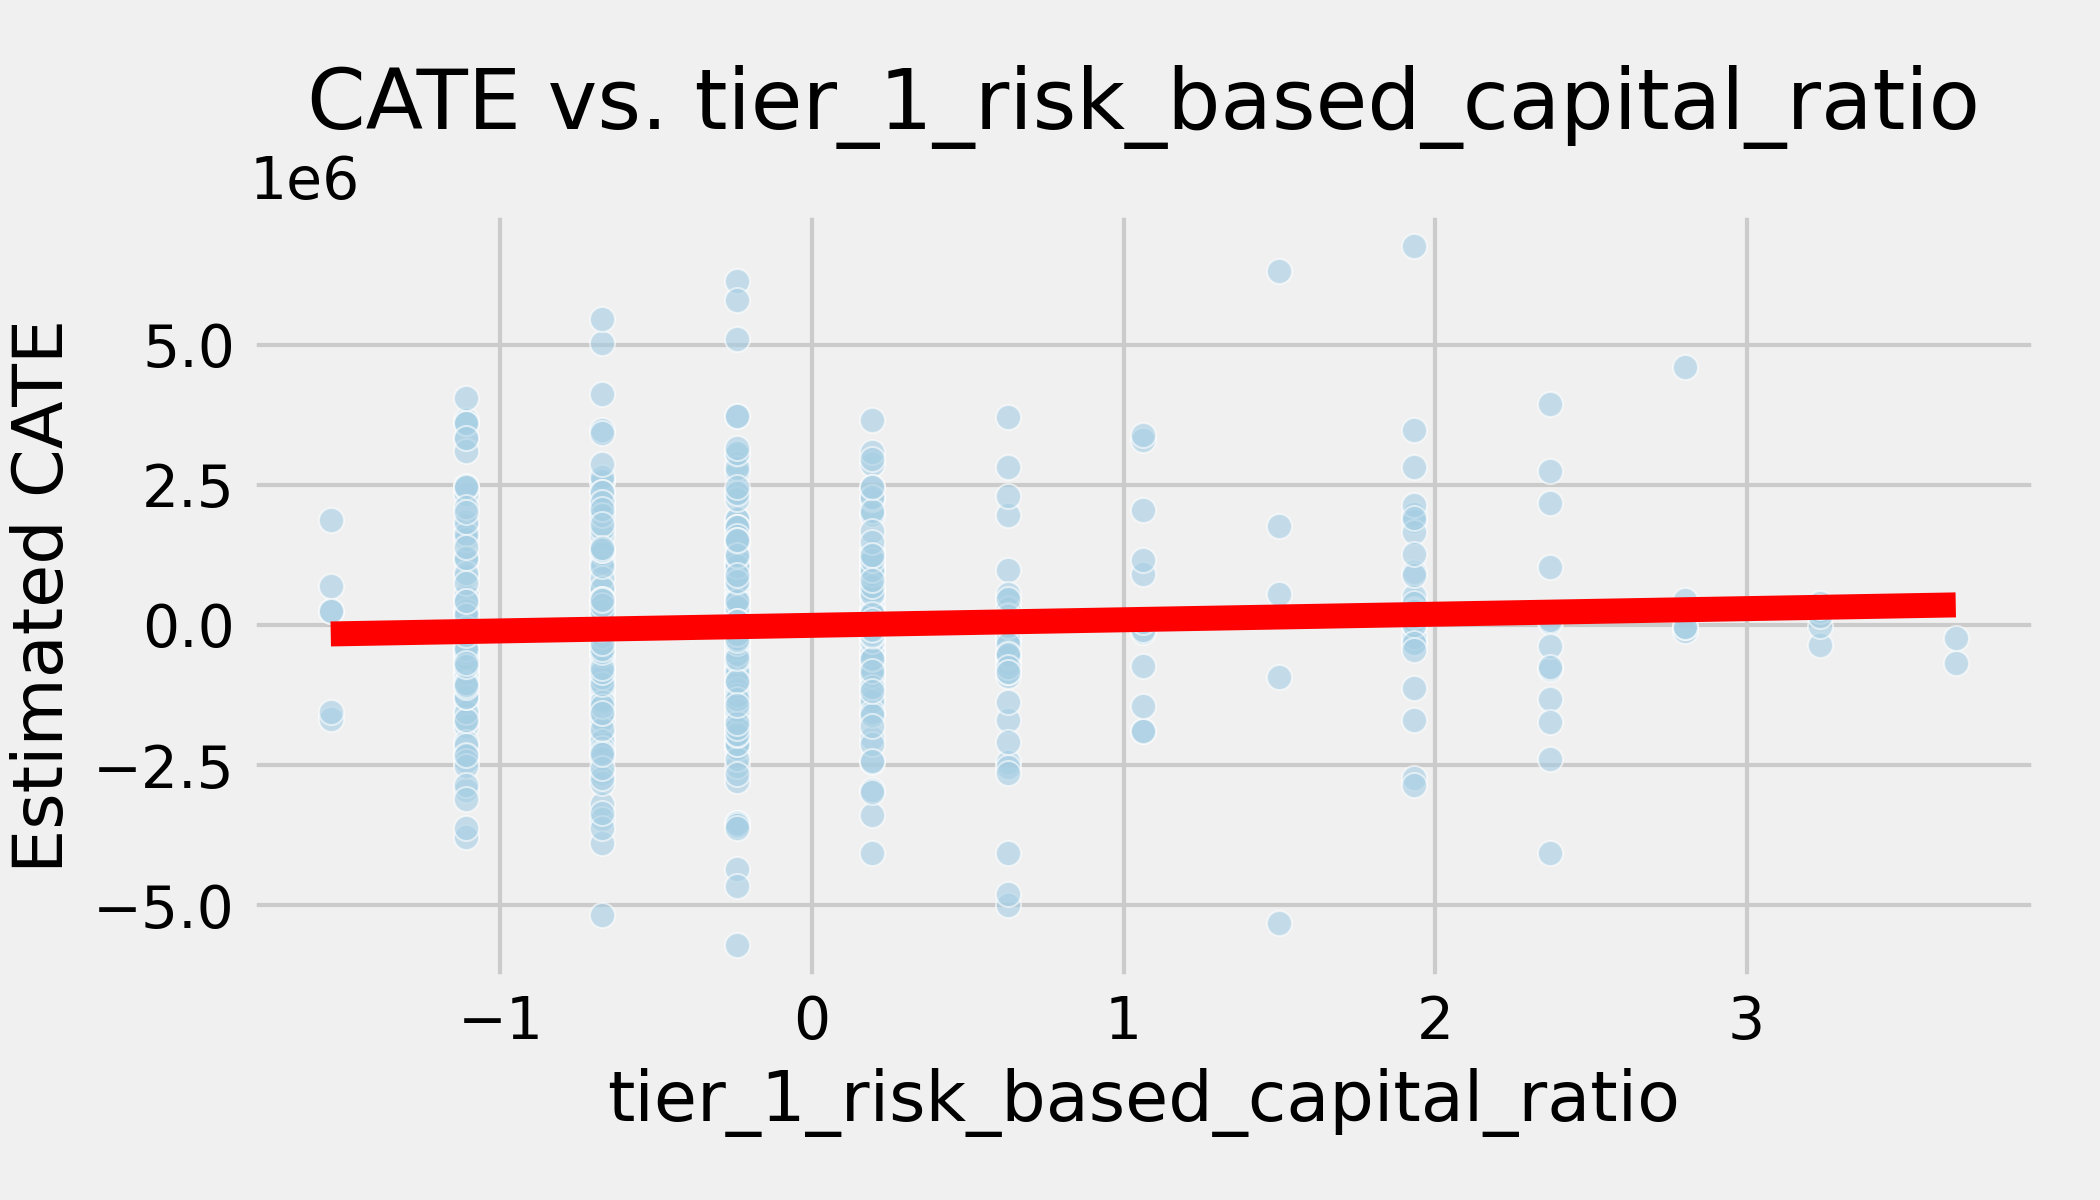 CATE vs. tier_1_risk_based_capital_ratio
1e6
5.0
2.5
0.0
−2.5
−5.0
Estimated CATE
−1 0 1 2 3
tier_1_risk_based_capital_ratio